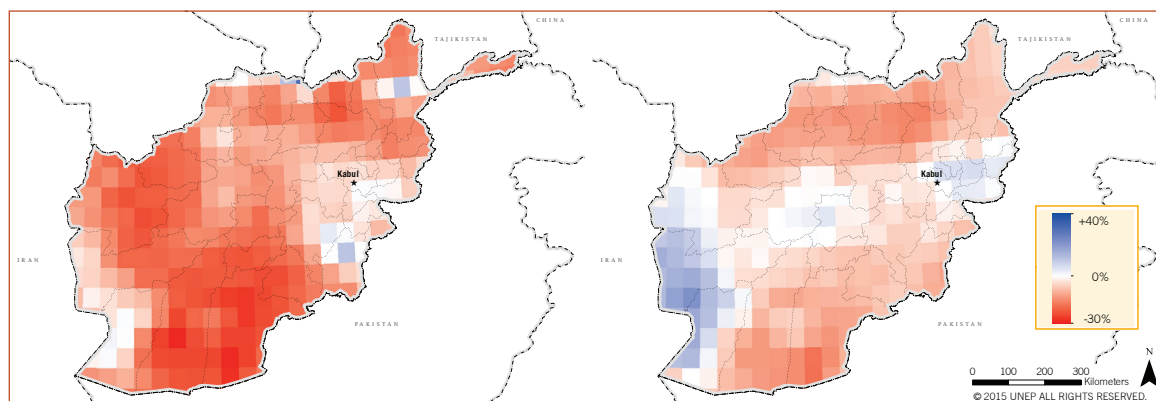 CHINA
TAJIKISTAN
Kabul
IRAN
PAKISTAN
CHINA
TAJIKISTAN
Kabul
IRAN
PAKISTAN
+40%
0%
-30%
N
0 100 200 300
Kilometers
© 2015 UNEP ALL RIGHTS RESERVED.